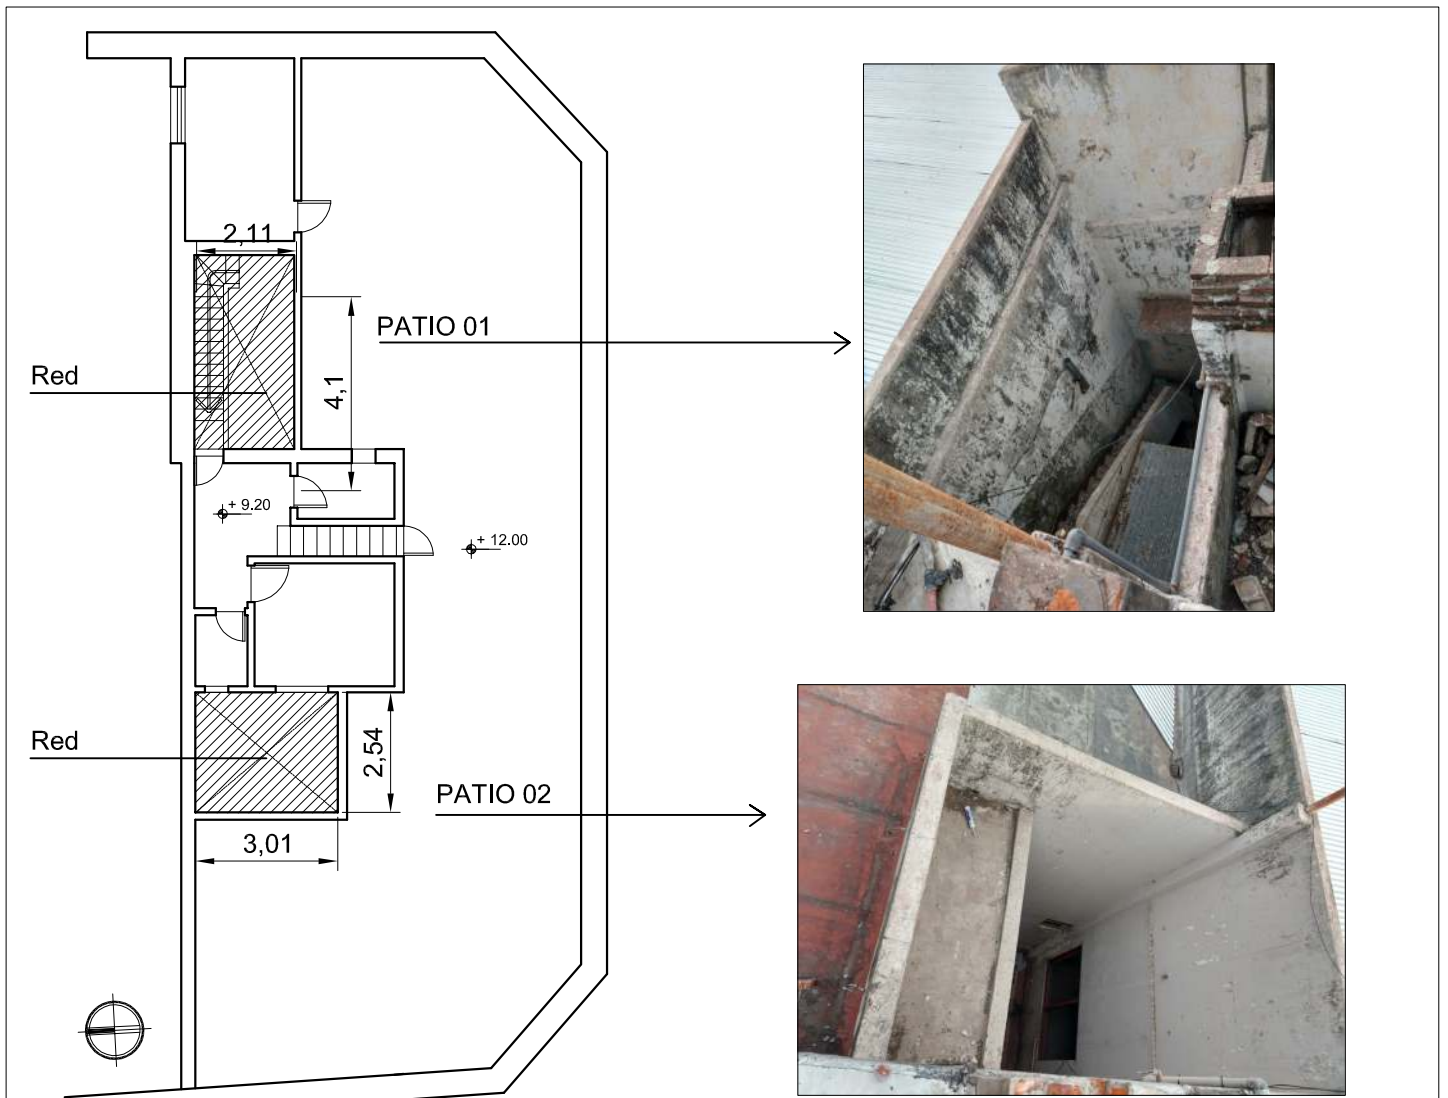 2,11
PATIO 01
Red
4,1
+ 9.20
+ 12.00
Red
2,54
PATIO 02
3,01